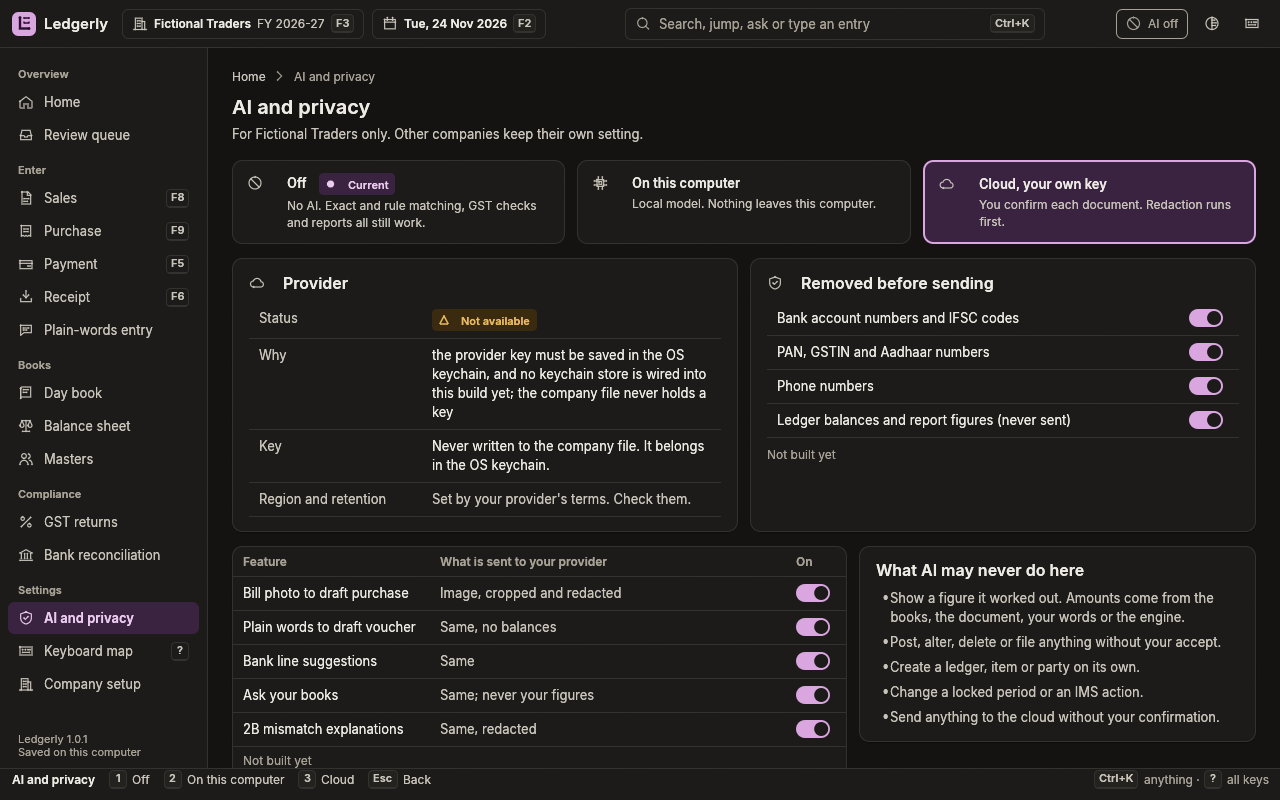 Ledgerly
Fictional Traders FY 2026-27 F3
Tue, 24 Nov 2026 F2
Search, jump, ask or type an entry Ctrl+K
AI off
Overview
Home
Review queue
Enter
Sales F8
Purchase F9
Payment F5
Receipt F6
Plain-words entry
Books
Day book
Balance sheet
Masters
Compliance
GST returns
Bank reconciliation
Settings
AI and privacy
Keyboard map ?
Company setup
Ledgerly 1.0.1
Saved on this computer
Home AI and privacy
AI and privacy
For Fictional Traders only. Other companies keep their own setting.
Off Current
No AI. Exact and rule matching, GST checks
and reports all still work.
On this computer
Local model. Nothing leaves this computer.
Cloud, your own key
You confirm each document. Redaction runs
first.
Provider
Status Not available
Why the provider key must be saved in the OS
keychain, and no keychain store is wired into
this build yet; the company file never holds a
key
Key Never written to the company file. It belongs
in the OS keychain.
Region and retention Set by your provider's terms. Check them.
Removed before sending
Bank account numbers and IFSC codes
PAN, GSTIN and Aadhaar numbers
Phone numbers
Ledger balances and report figures (never sent)
Not built yet
Feature What is sent to your provider On
Bill photo to draft purchase Image, cropped and redacted
Plain words to draft voucher Same, no balances
Bank line suggestions Same
Ask your books Same; never your figures
2B mismatch explanations Same, redacted
Not built yet
What AI may never do here
•Show a figure it worked out. Amounts come from the
books, the document, your words or the engine.
•Post, alter, delete or file anything without your accept.
•Create a ledger, item or party on its own.
•Change a locked period or an IMS action.
•Send anything to the cloud without your confirmation.
AI and privacy 1 Off 2 On this computer 3 Cloud Esc Back
Ctrl+K anything · ? all keys